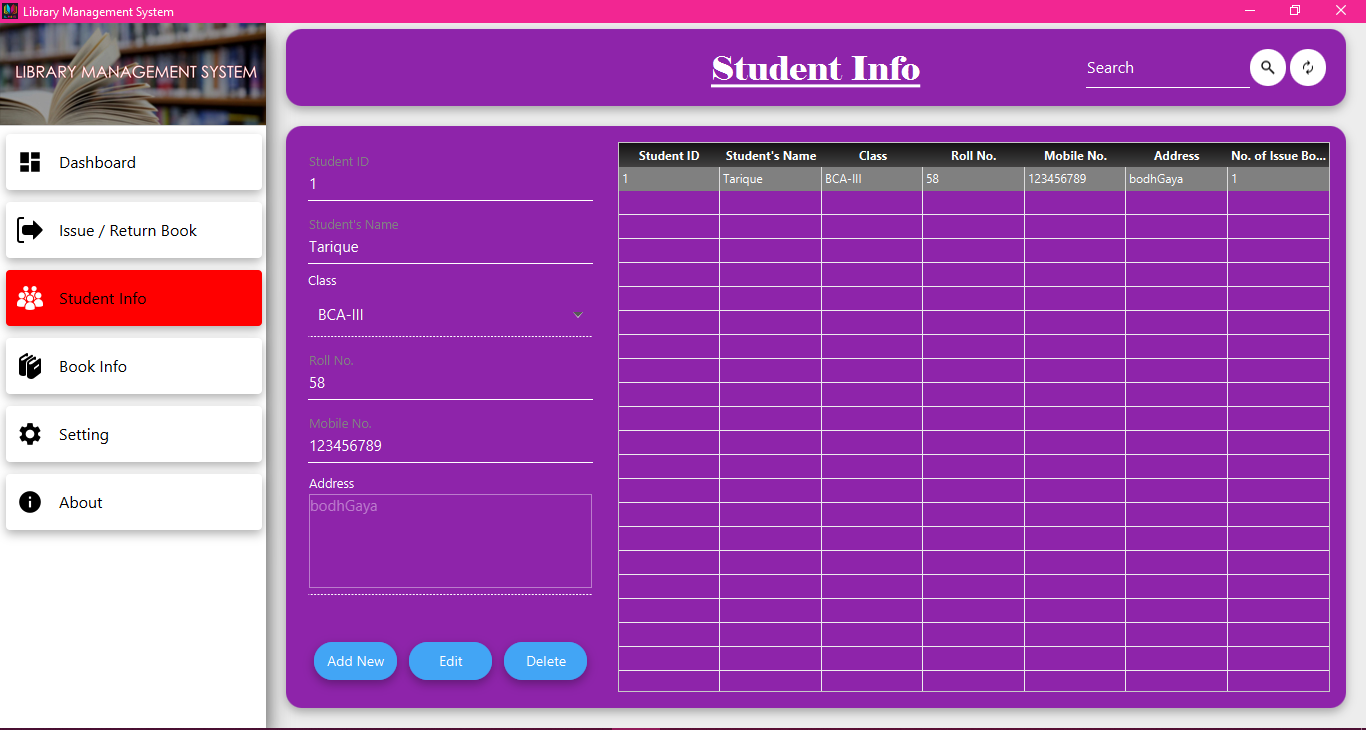 Library Management System
LIBRARY MANAGEMENT SYSTEM
Dashboard
Issue / Return Book
Student Info
Book Info
Setting
About
Student Info
Search
Student ID
1
Student's Name
Tarique
Class
BCA-III
Roll No.
58
Mobile No.
123456789
Address
bodhGaya
Add New Edit Delete
Student ID Student's Name Class Roll No. Mobile No. Address No. of Issue Bo...
1 Tarique BCA-III 58 123456789 bodhGaya 1